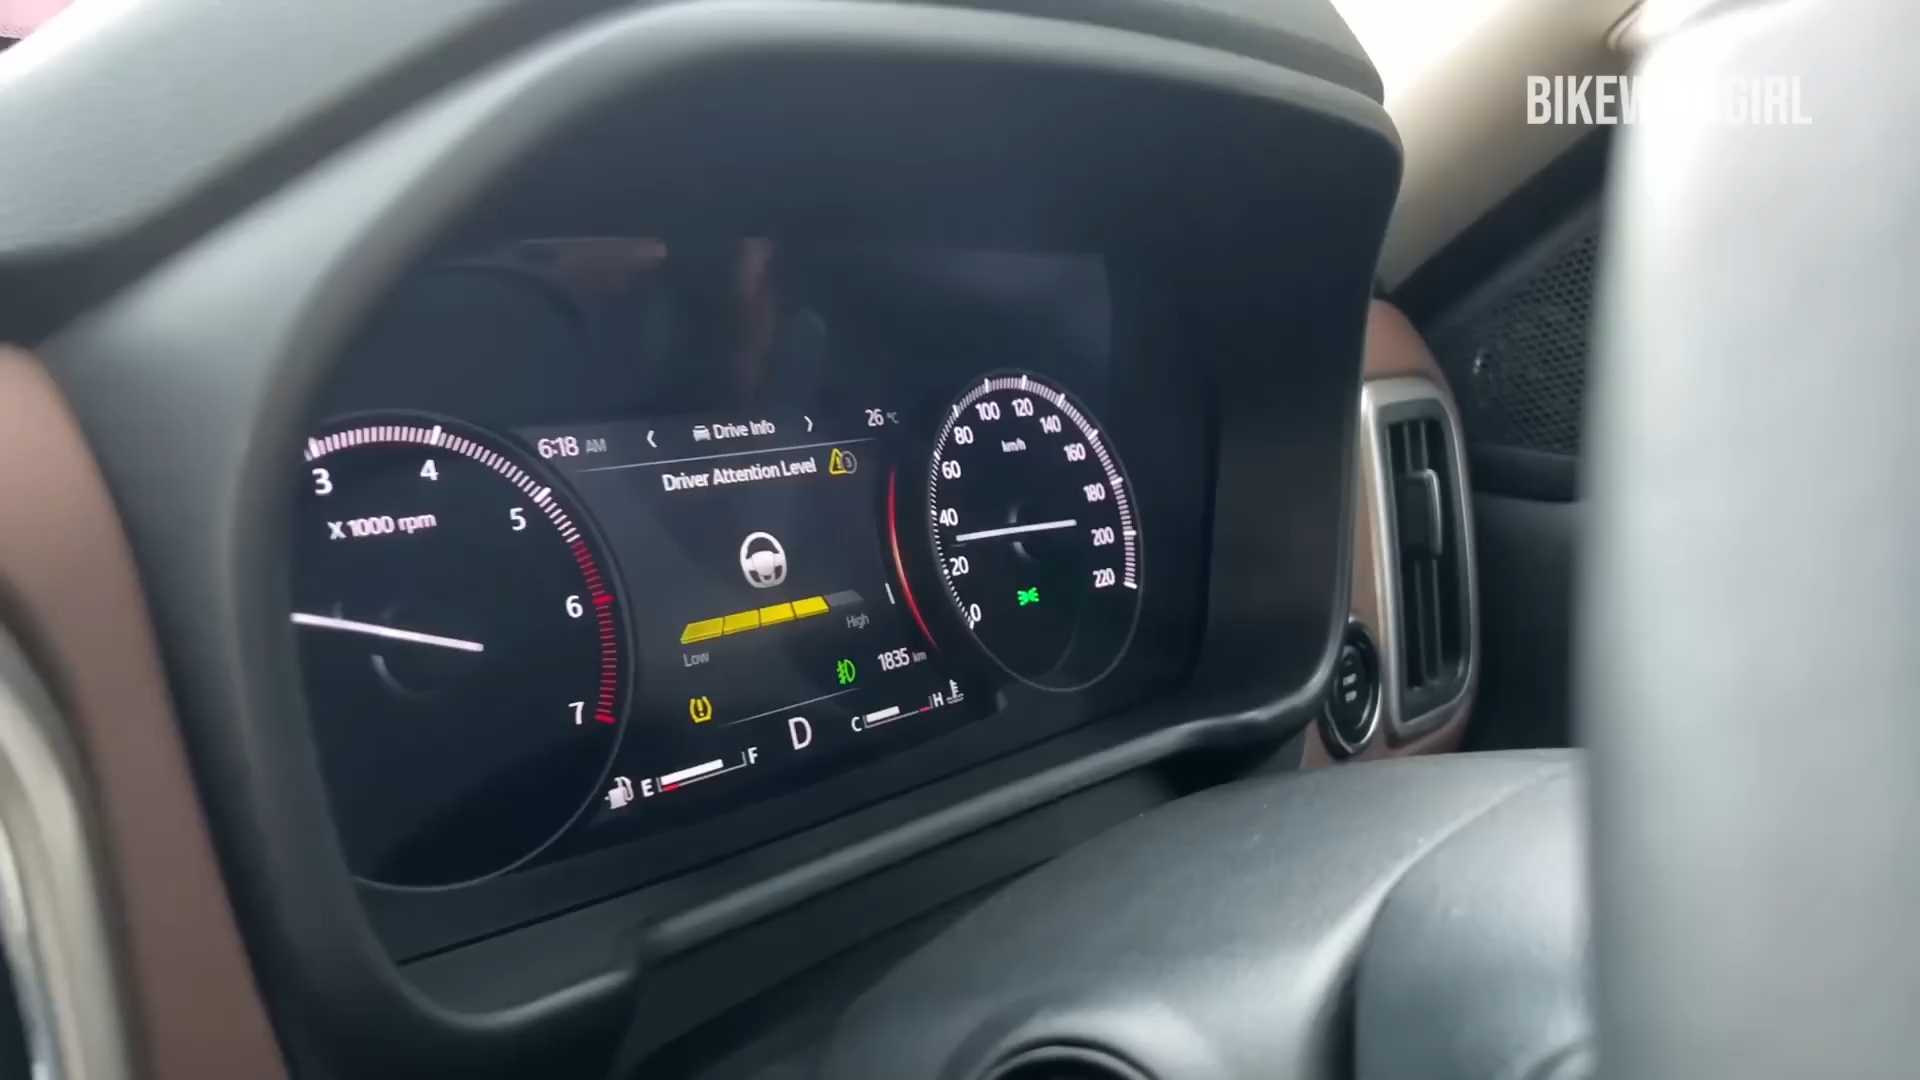 BIKEW
GIRL
6:18 AM
Drive Info
26 °C
Driver Attention Level
3
3
4
5
6
7
X 1000 rpm
Low
High
1835 km
D
E
F
C
H
0
20
40
60
80
100
120
140
160
180
200
220
km/h